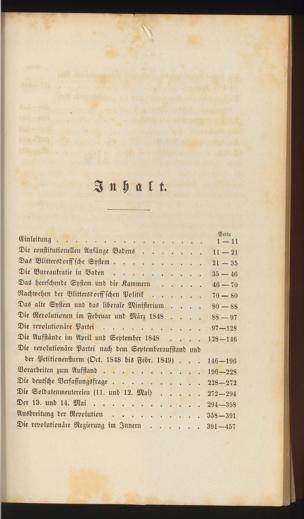 Inhalt.
Seite
Einleitung . . . . . . . . . . . . . . . . 1 — 11
Die constitutionellen Anfänge Badens . . . . . . . . 11 — 21
Das Blittersdorff'sche System . . . . . . . . . . 21 — 35
Die Bureaukratie in Baden . . . . . . . . . . 35 — 46
Das herrschende System und die Kammern . . . . . . 46 — 70
Nachwehen der Blittersdorff'schen Politik . . . . . . . 70 — 80
Das alte System und das liberale Ministerium . . . . . 80 — 88
Die Revolutionen im Februar und März 1848 . . . . . 88 — 97
Die revolutionäre Partei . . . . . . . . . . . 97—128
Die Aufstände im April und September 1848 . . . . . 128—146
Die revolutionäre Partei nach dem Septemberaufstand und
der Petitionensturm (Oct. 1848 bis Febr. 1849) . . . . 146—196
Vorarbeiten zum Aufstand . . . . . . . . . . 196—228
Die deutsche Verfassungsfrage . . . . . . . . . 228—272
Die Soldatenmeutereien (11. und 12. Mai) . . . . . . 272—294
Der 13. und 14. Mai . . . . . . . . . . . . 294—358
Ausbreitung der Revolution . . . . . . . . . . 358—391
Die revolutionäre Regierung im Innern . . . . . . . 391—457